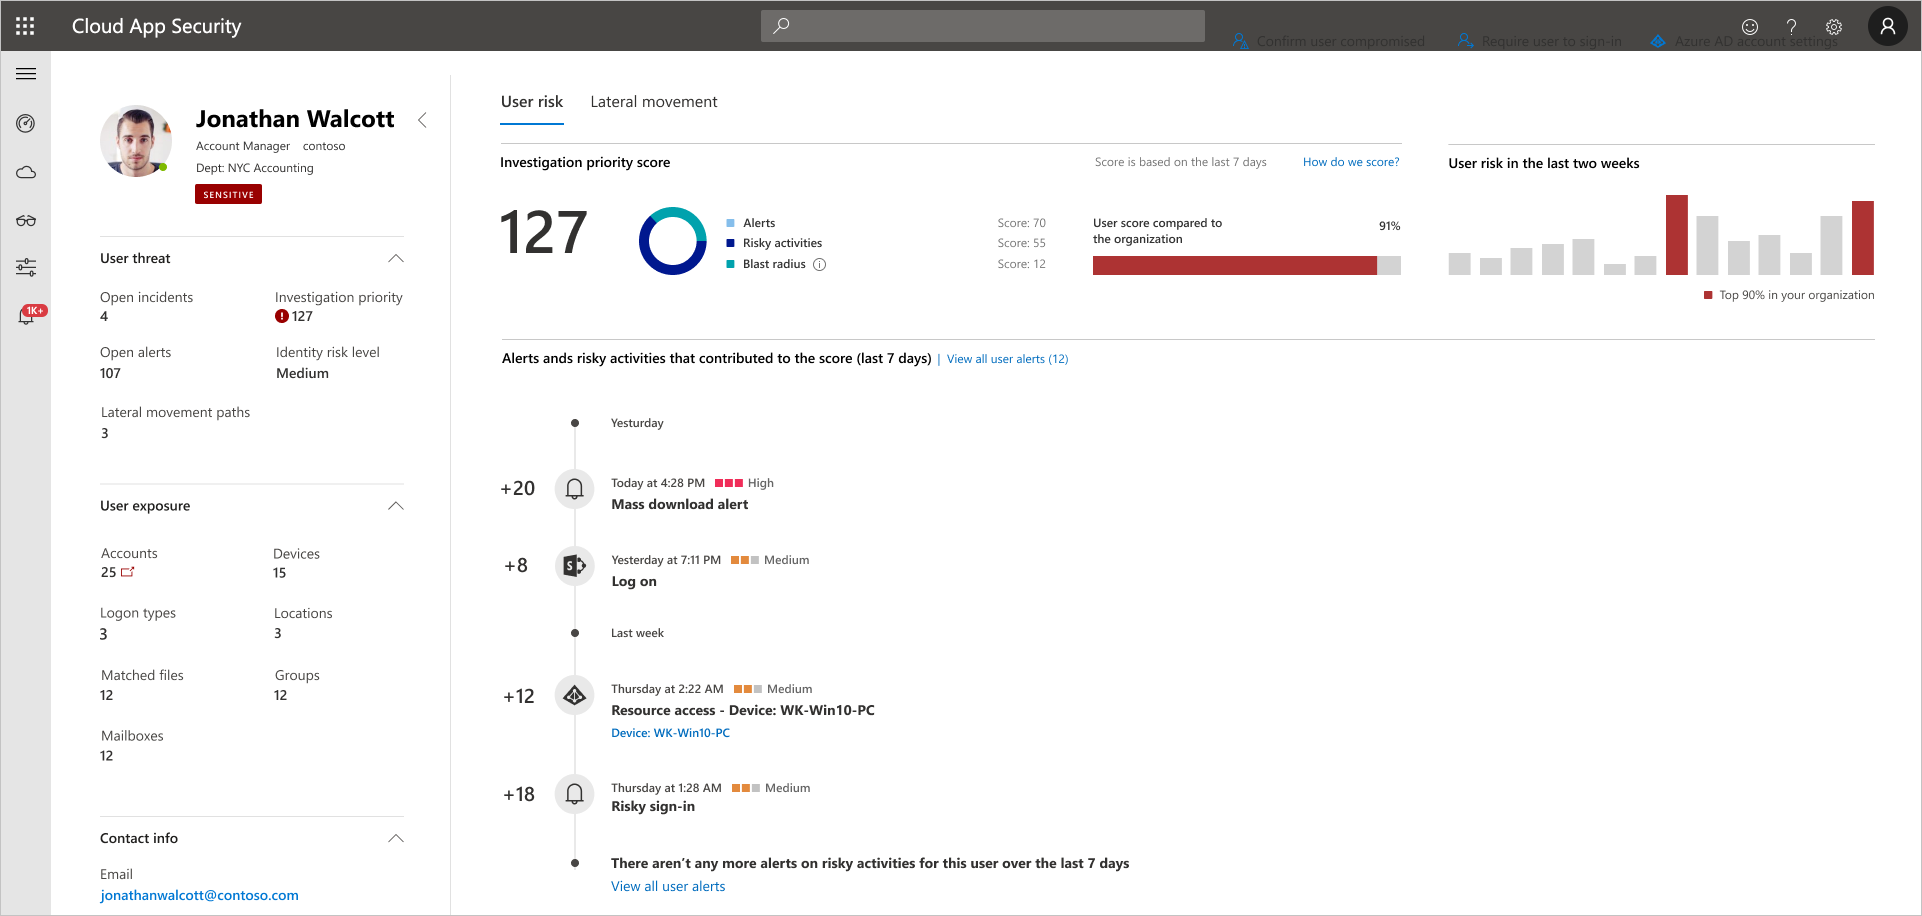 Cloud App Security
Confirm user compromised
Require user to sign-in
Azure AD account settings
1K+
Jonathan Walcott
Account Manager contoso
Dept: NYC Accounting
SENSITIVE
User threat
Open incidents
4
Investigation priority
127
Open alerts
107
Identity risk level
Medium
Lateral movement paths
3
User exposure
Accounts
25
Devices
15
Logon types
3
Locations
3
Matched files
12
Groups
12
Mailboxes
12
Contact info
Email
jonathanwalcott@contoso.com
User risk
Lateral movement
Investigation priority score
Score is based on the last 7 days
How do we score?
127
Alerts
Score: 70
Risky activities
Score: 55
Blast radius
Score: 12
User score compared to
the organization
91%
User risk in the last two weeks
Top 90% in your organization
Alerts ands risky activities that contributed to the score (last 7 days) | View all user alerts (12)
Yesturday
+20
Today at 4:28 PM High
Mass download alert
+8
Yesterday at 7:11 PM Medium
Log on
Last week
+12
Thursday at 2:22 AM Medium
Resource access - Device: WK-Win10-PC
Device: WK-Win10-PC
+18
Thursday at 1:28 AM Medium
Risky sign-in
There aren't any more alerts on risky activities for this user over the last 7 days
View all user alerts